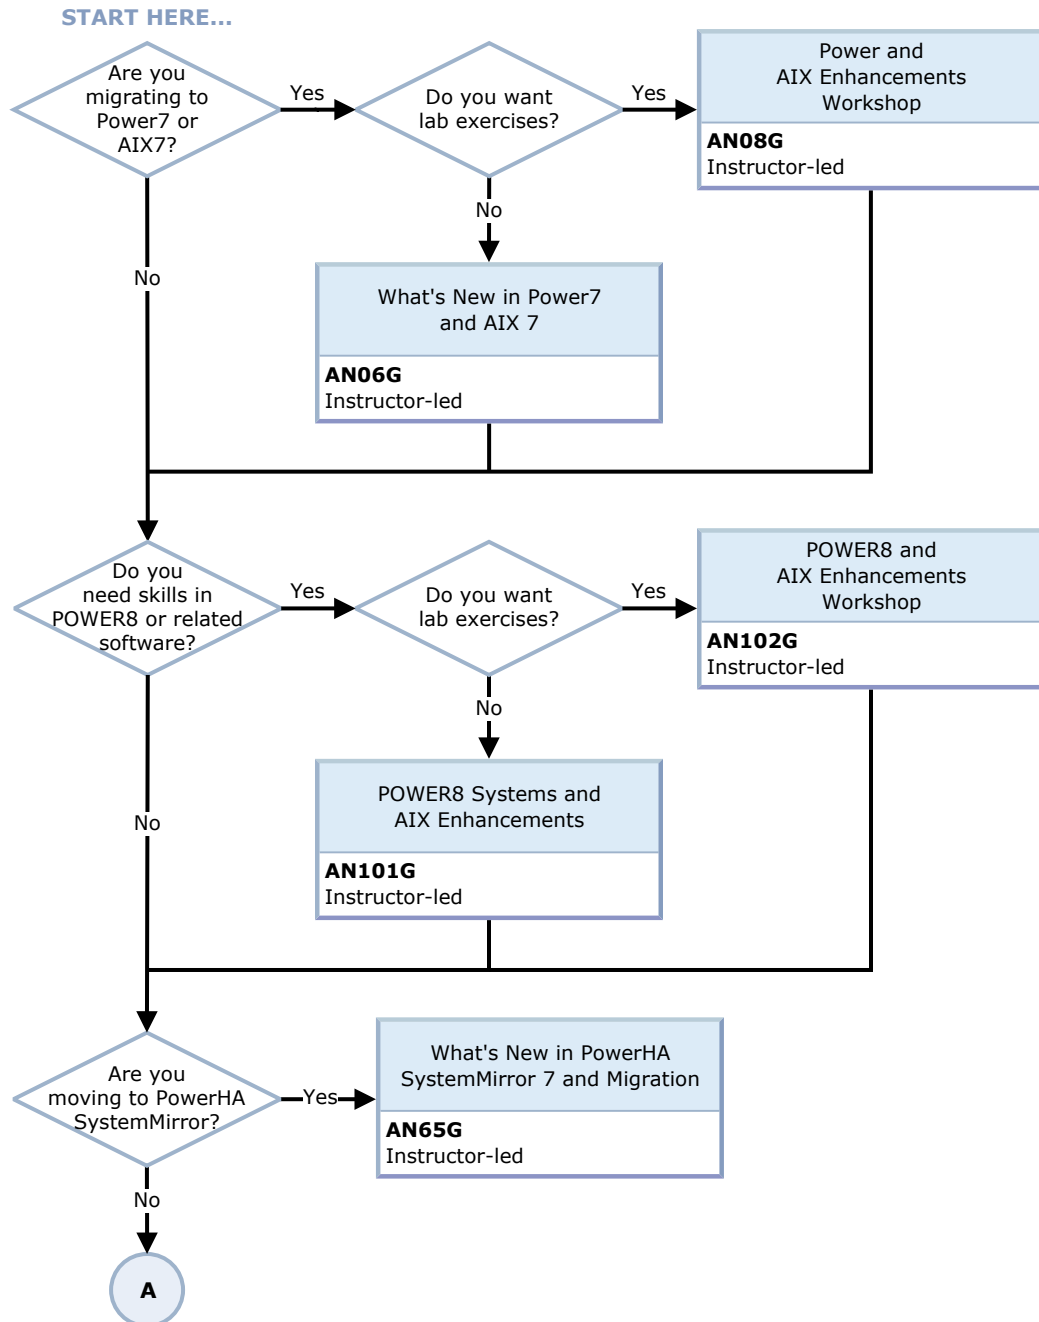 START HERE...
Are you
migrating to
Power7 or
AIX7?
Yes
Do you want
lab exercises?
Yes
Power and
AIX Enhancements
Workshop
AN08G
Instructor-led
No
No
What's New in Power7
and AIX 7
AN06G
Instructor-led
Do you
need skills in
POWER8 or related
software?
Yes
Do you want
lab exercises?
Yes
POWER8 and
AIX Enhancements
Workshop
AN102G
Instructor-led
No
No
POWER8 Systems and
AIX Enhancements
AN101G
Instructor-led
Are you
moving to PowerHA
SystemMirror?
Yes
What's New in PowerHA
SystemMirror 7 and Migration
AN65G
Instructor-led
No
A